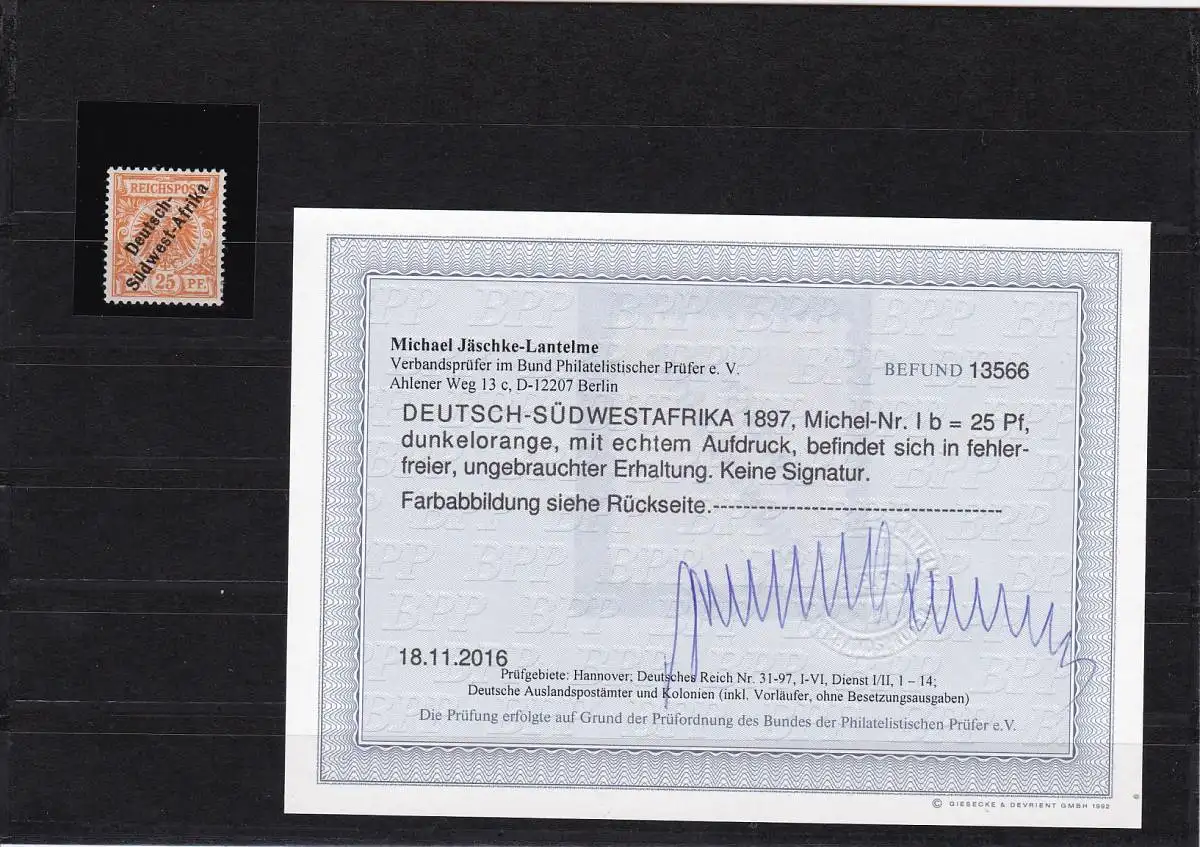 REICHSPOST
Deutsch-
Südwest-Afrika
25 PF.
Michael Jäschke-Lantelme
Verbandsprüfer im Bund Philatelistischer Prüfer e. V.
Ahlener Weg 13 c, D-12207 Berlin
BEFUND 13566
DEUTSCH-SÜDWESTAFRIKA 1897, Michel-Nr. I b = 25 Pf,
dunkelorange, mit echtem Aufdruck, befindet sich in fehler-
freier, ungebrauchter Erhaltung. Keine Signatur.
Farbabbildung siehe Rückseite.-----------------------------------
18.11.2016
Prüfgebiete: Hannover; Deutsches Reich Nr. 31-97, I-VI, Dienst I/II, 1 – 14;
Deutsche Auslandspostämter und Kolonien (inkl. Vorläufer, ohne Besetzungsausgaben)
Die Prüfung erfolgte auf Grund der Prüfordnung des Bundes der Philatelistischen Prüfer e.V.
© GIESECKE & DEVRIENT GMBH 1992